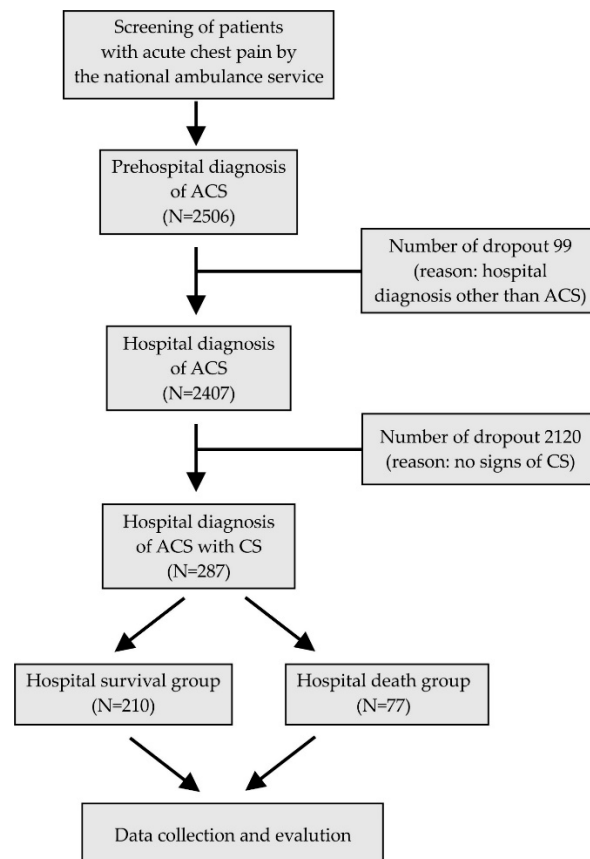 Screening of patients
with acute chest pain by
the national ambulance service
Prehospital diagnosis
of ACS
(N=2506)
Number of dropout 99
(reason: hospital
diagnosis other than ACS)
Hospital diagnosis
of ACS
(N=2407)
Number of dropout 2120
(reason: no signs of CS)
Hospital diagnosis
of ACS with CS
(N=287)
Hospital survival group
(N=210)
Hospital death group
(N=77)
Data collection and evalution